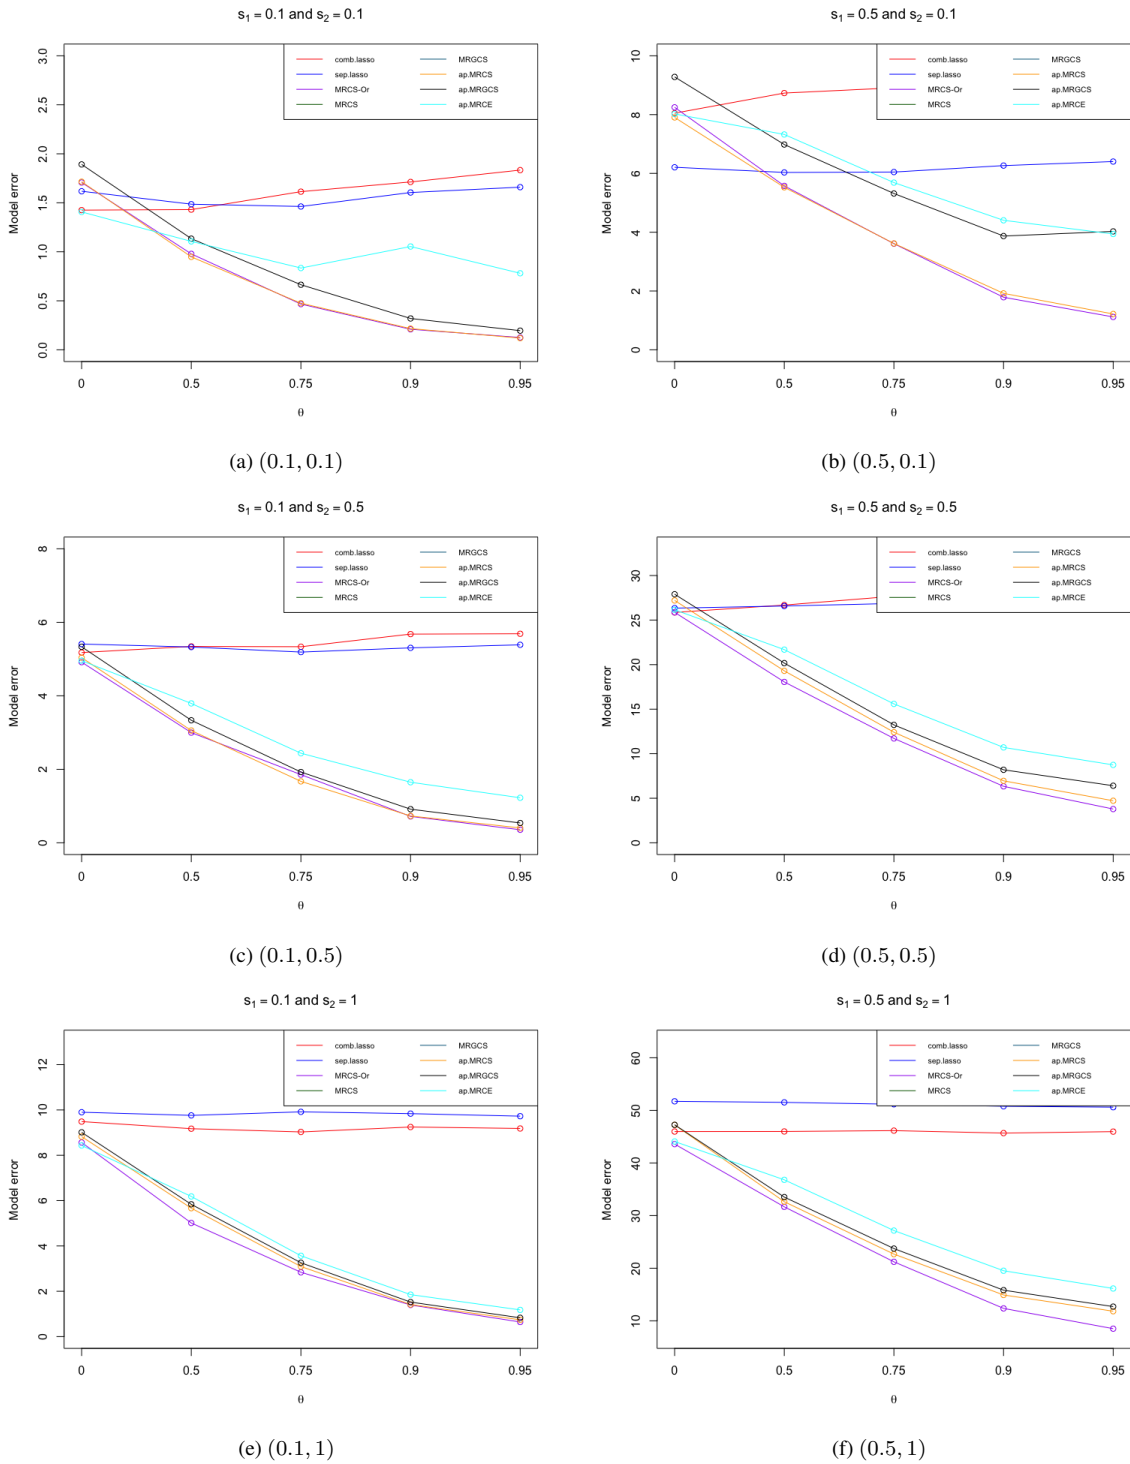 s1 = 0.1 and s2 = 0.1
Model error
3.0
2.5
2.0
1.5
1.0
0.5
0.0
comb.lasso
sep.lasso
MRCS-Or
MRCS
MRGCS
ap.MRCS
ap.MRGCS
ap.MRCE
0 0.5 0.75 0.9 0.95
θ
(a) (0.1, 0.1)
s1 = 0.5 and s2 = 0.1
Model error
10
8
6
4
2
0
comb.lasso
sep.lasso
MRCS-Or
MRCS
MRGCS
ap.MRCS
ap.MRGCS
ap.MRCE
0 0.5 0.75 0.9 0.95
θ
(b) (0.5, 0.1)
s1 = 0.1 and s2 = 0.5
Model error
8
6
4
2
0
comb.lasso
sep.lasso
MRCS-Or
MRCS
MRGCS
ap.MRCS
ap.MRGCS
ap.MRCE
0 0.5 0.75 0.9 0.95
θ
(c) (0.1, 0.5)
s1 = 0.5 and s2 = 0.5
Model error
30
25
20
15
10
5
0
comb.lasso
sep.lasso
MRCS-Or
MRCS
MRGCS
ap.MRCS
ap.MRGCS
ap.MRCE
0 0.5 0.75 0.9 0.95
θ
(d) (0.5, 0.5)
s1 = 0.1 and s2 = 1
Model error
12
10
8
6
4
2
0
comb.lasso
sep.lasso
MRCS-Or
MRCS
MRGCS
ap.MRCS
ap.MRGCS
ap.MRCE
0 0.5 0.75 0.9 0.95
θ
(e) (0.1, 1)
s1 = 0.5 and s2 = 1
Model error
60
50
40
30
20
10
comb.lasso
sep.lasso
MRCS-Or
MRCS
MRGCS
ap.MRCS
ap.MRGCS
ap.MRCE
0 0.5 0.75 0.9 0.95
θ
(f) (0.5, 1)